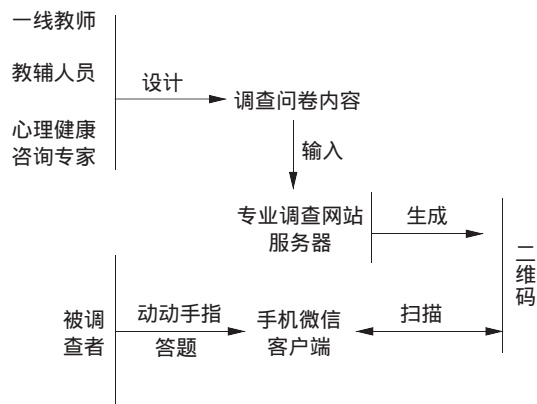 一线教师
教辅人员
心理健康
咨询专家
设计
调查问卷内容
输入
专业调查网站
服务器
生成
二维码
被调
查者
动动手指
答题
手机微信
客户端
扫描